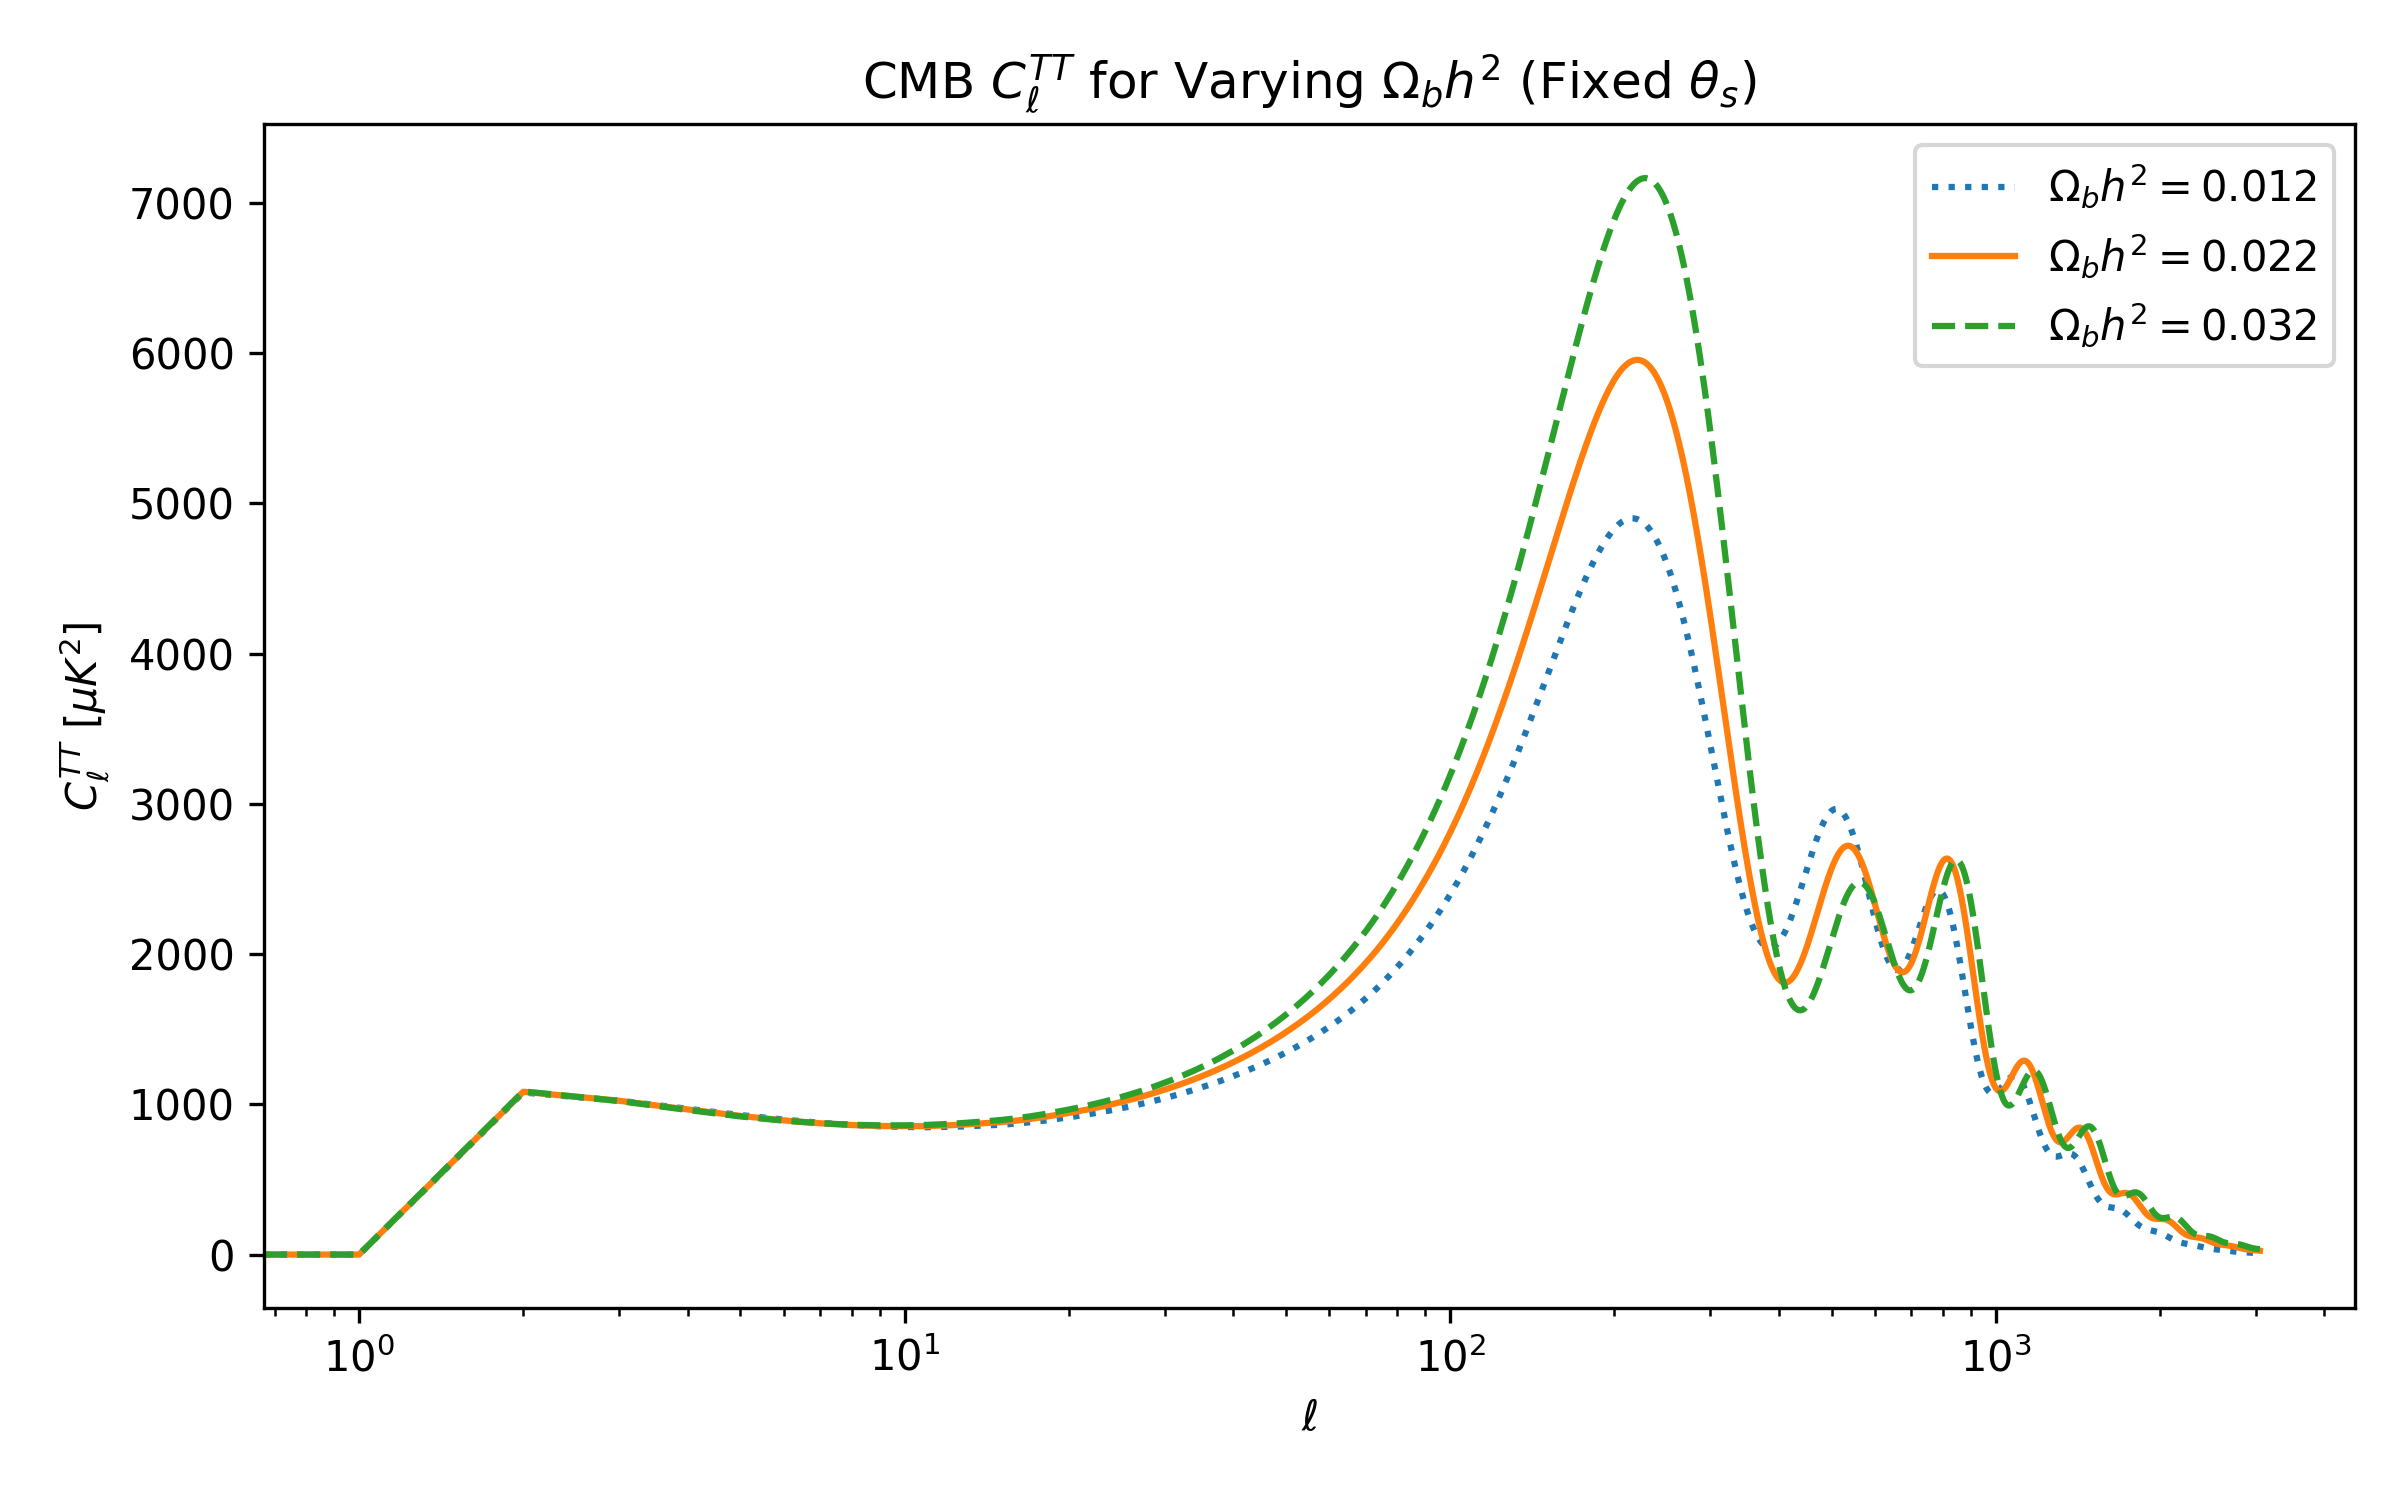 CMB $C_\ell^{TT}$ for Varying $\Omega_b h^2$ (Fixed $\theta_s$)
$C_\ell^{TT}$ [$\mu K^2$]
7000
6000
5000
4000
3000
2000
1000
0
$\Omega_b h^2 = 0.012$
$\Omega_b h^2 = 0.022$
$\Omega_b h^2 = 0.032$
$10^0$ $10^1$ $10^2$ $10^3$
$\ell$